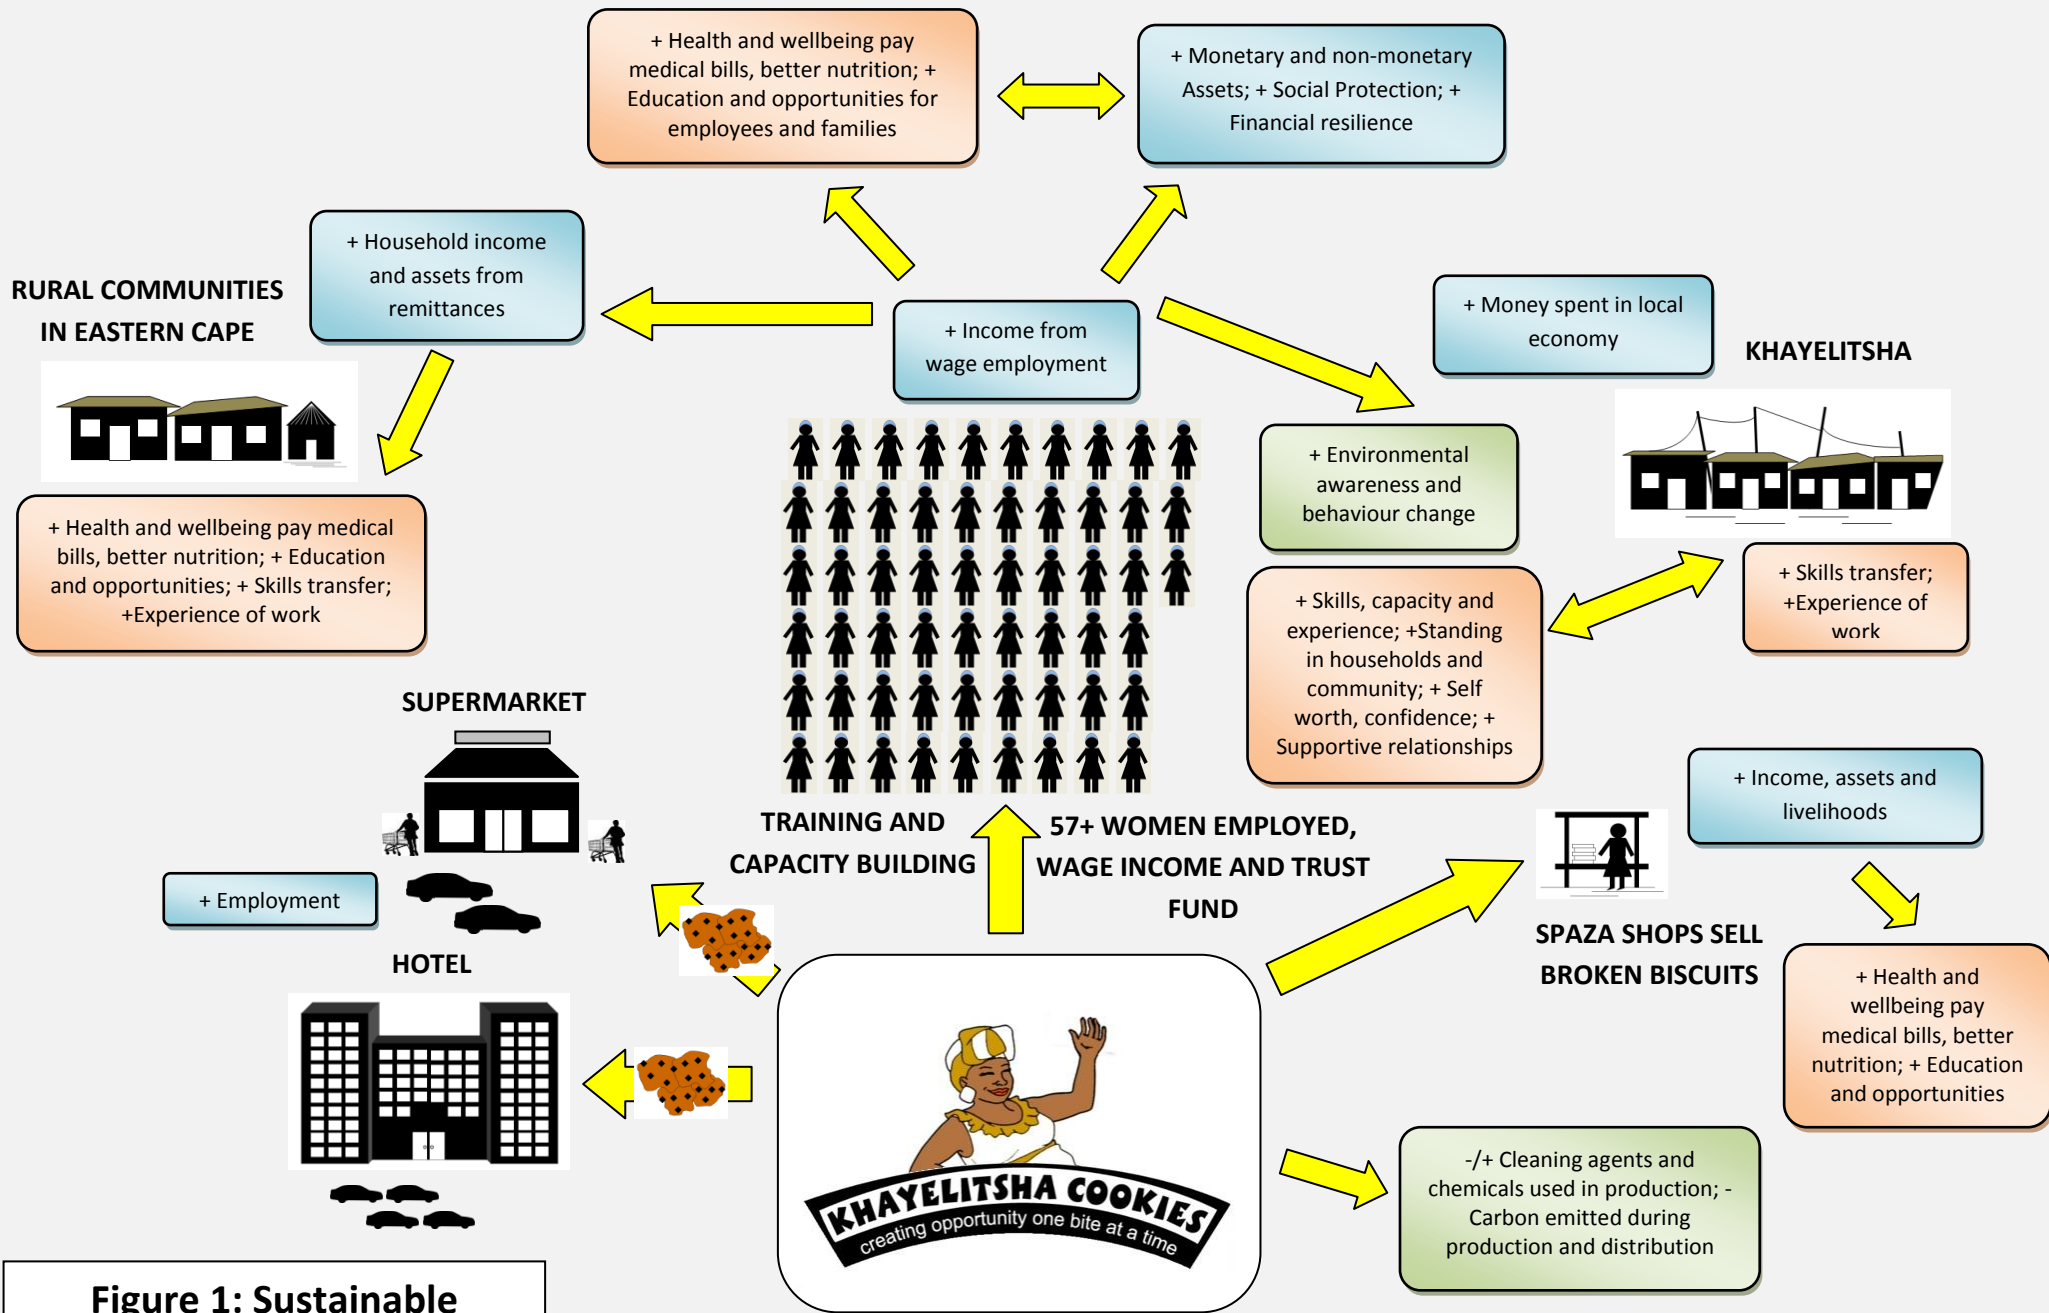 + Health and wellbeing pay
medical bills, better nutrition; +
Education and opportunities for
employees and families
+ Monetary and non-monetary
Assets; + Social Protection; +
Financial resilience
+ Household income
and assets from
remittances
RURAL COMMUNITIES
IN EASTERN CAPE
+ Income from
wage employment
+ Money spent in local
economy
KHAYELITSHA
+ Environmental
awareness and
behaviour change
+ Health and wellbeing pay medical
bills, better nutrition; + Education
and opportunities; + Skills transfer;
+Experience of work
+ Skills, capacity and
experience; +Standing
in households and
community; + Self
worth, confidence; +
Supportive relationships
+ Skills transfer;
+Experience of
work
SUPERMARKET
+ Employment
HOTEL
TRAINING AND
CAPACITY BUILDING
57+ WOMEN EMPLOYED,
WAGE INCOME AND TRUST
FUND
+ Income, assets and
livelihoods
SPAZA SHOPS SELL
BROKEN BISCUITS
+ Health and
wellbeing pay
medical bills, better
nutrition; + Education
and opportunities
KHAYELITSHA COOKIES
creating opportunity one bite at a time
-/+ Cleaning agents and
chemicals used in production; -
Carbon emitted during
production and distribution
Figure 1: Sustainable